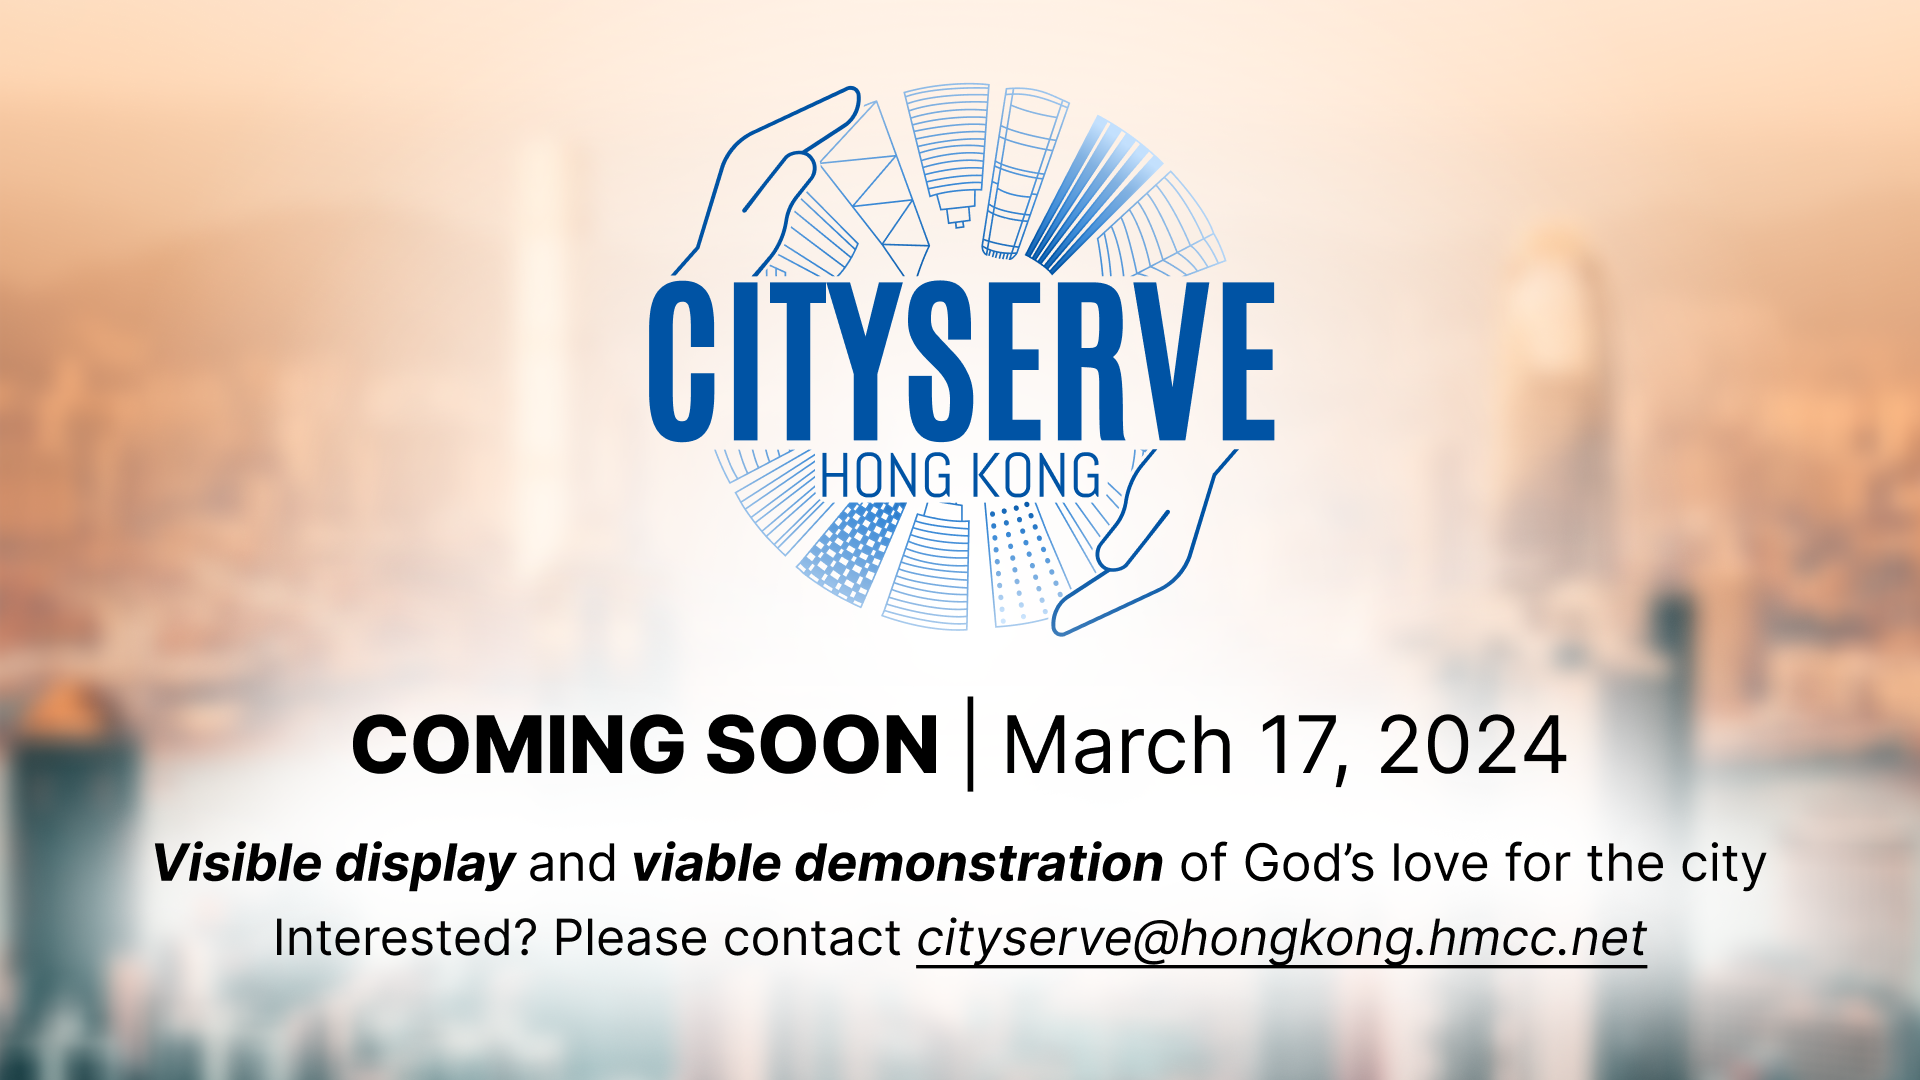 CITYSERVE
HONG KONG
COMING SOON | March 17, 2024
Visible display and viable demonstration of God’s love for the city
Interested? Please contact cityserve@hongkong.hmcc.net